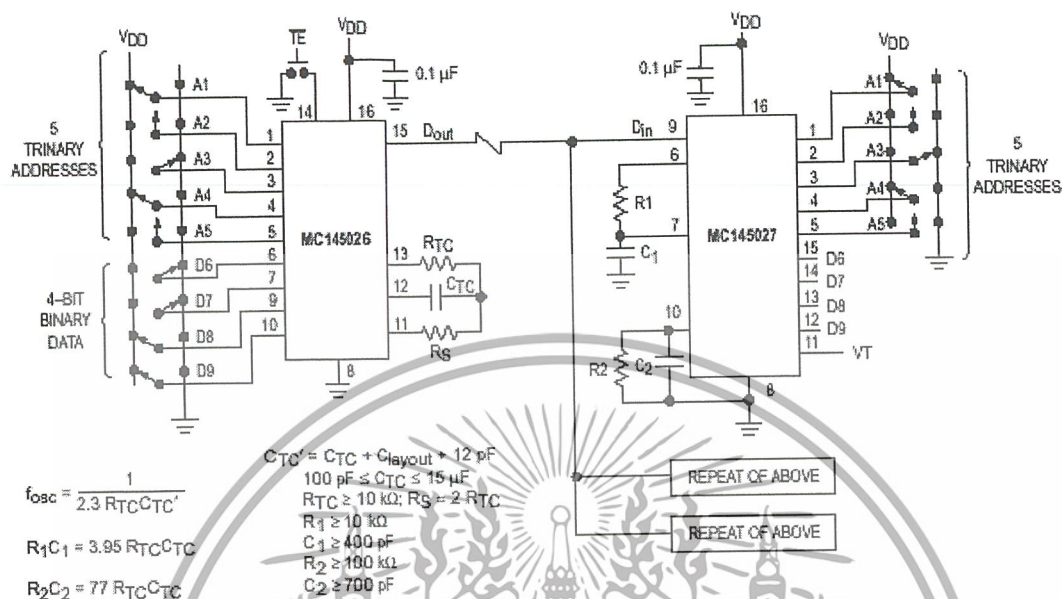 VDD
TE
VDD
0.1 µF
A1
A2
A3
A4
A5
5
TRINARY
ADDRESSES
D6
D7
D8
D9
4–BIT
BINARY
DATA
14
16
1
2
3
4
5
6
7
9
10
MC145026
15
Dout
13
RTC
12
CTC
11
RS
8
VDD
0.1 µF
16
Din
9
6
R1
7
C1
10
R2
C2
MC145027
8
VDD
A1
A2
A3
A4
A5
1
2
3
4
5
5
TRINARY
ADDRESSES
15
D6
14
D7
13
D8
12
D9
11
VT
REPEAT OF ABOVE
REPEAT OF ABOVE
fosc = 1 / 2.3 RTCCTC'
R1C1 = 3.95 RTCCTC
R2C2 = 77 RTCCTC
CTC' = CTC + Clayout + 12 pF
100 pF ≤ CTC ≤ 15 µF
RTC ≥ 10 kΩ; RS = 2 RTC
R1 ≥ 10 kΩ
C1 ≥ 400 pF
R2 ≥ 100 kΩ
C2 ≥ 700 pF